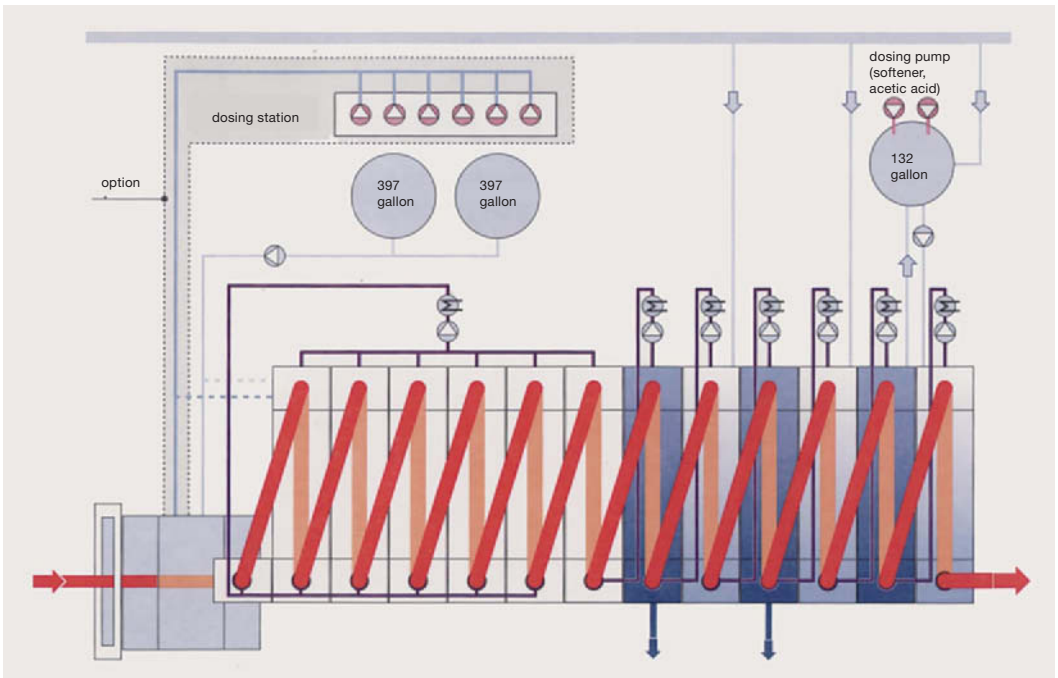 dosing pump
(softener,
acetic acid)
dosing station
132
gallon
option
397
gallon
397
gallon